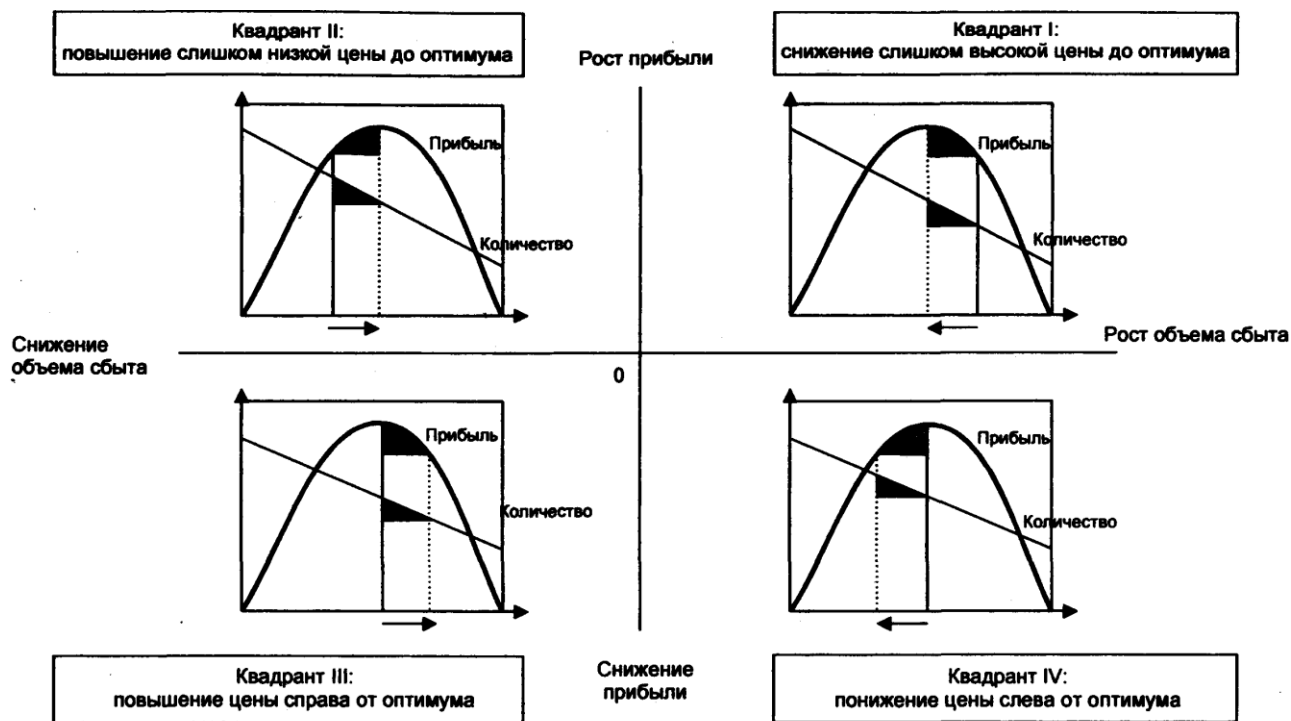 Квадрант II:
повышение слишком низкой цены до оптимума
Рост прибыли
Квадрант I:
снижение слишком высокой цены до оптимума
Прибыль
Количество
Прибыль
Количество
Снижение
объема сбыта
Рост объема сбыта
0
Прибыль
Количество
Прибыль
Количество
Квадрант III:
повышение цены справа от оптимума
Снижение
прибыли
Квадрант IV:
понижение цены слева от оптимума